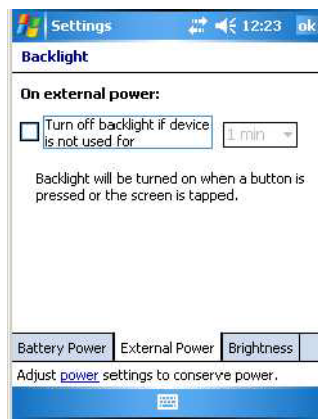 Settings 12:23 ok
Backlight
On external power:
Turn off backlight if device
is not used for
1 min
Backlight will be turned on when a button is
pressed or the screen is tapped.
Battery Power External Power Brightness
Adjust power settings to conserve power.